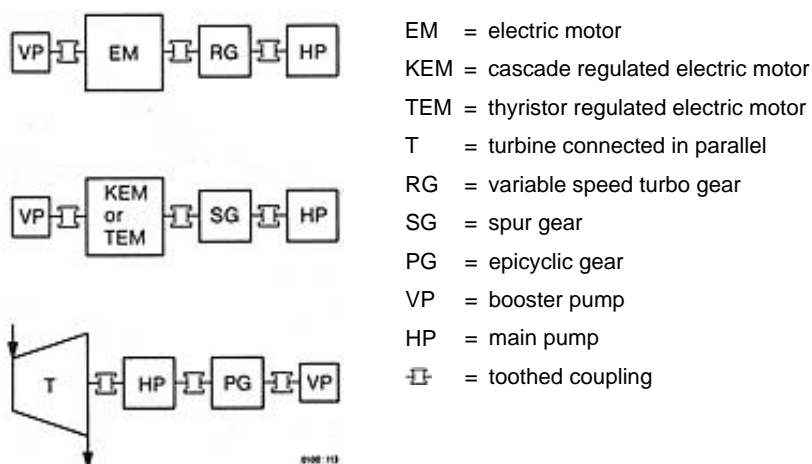 VP EM RG HP
VP KEM or TEM SG HP
T HP PG VP
EM = electric motor
KEM = cascade regulated electric motor
TEM = thyristor regulated electric motor
T = turbine connected in parallel
RG = variable speed turbo gear
SG = spur gear
PG = epicyclic gear
VP = booster pump
HP = main pump
= toothed coupling